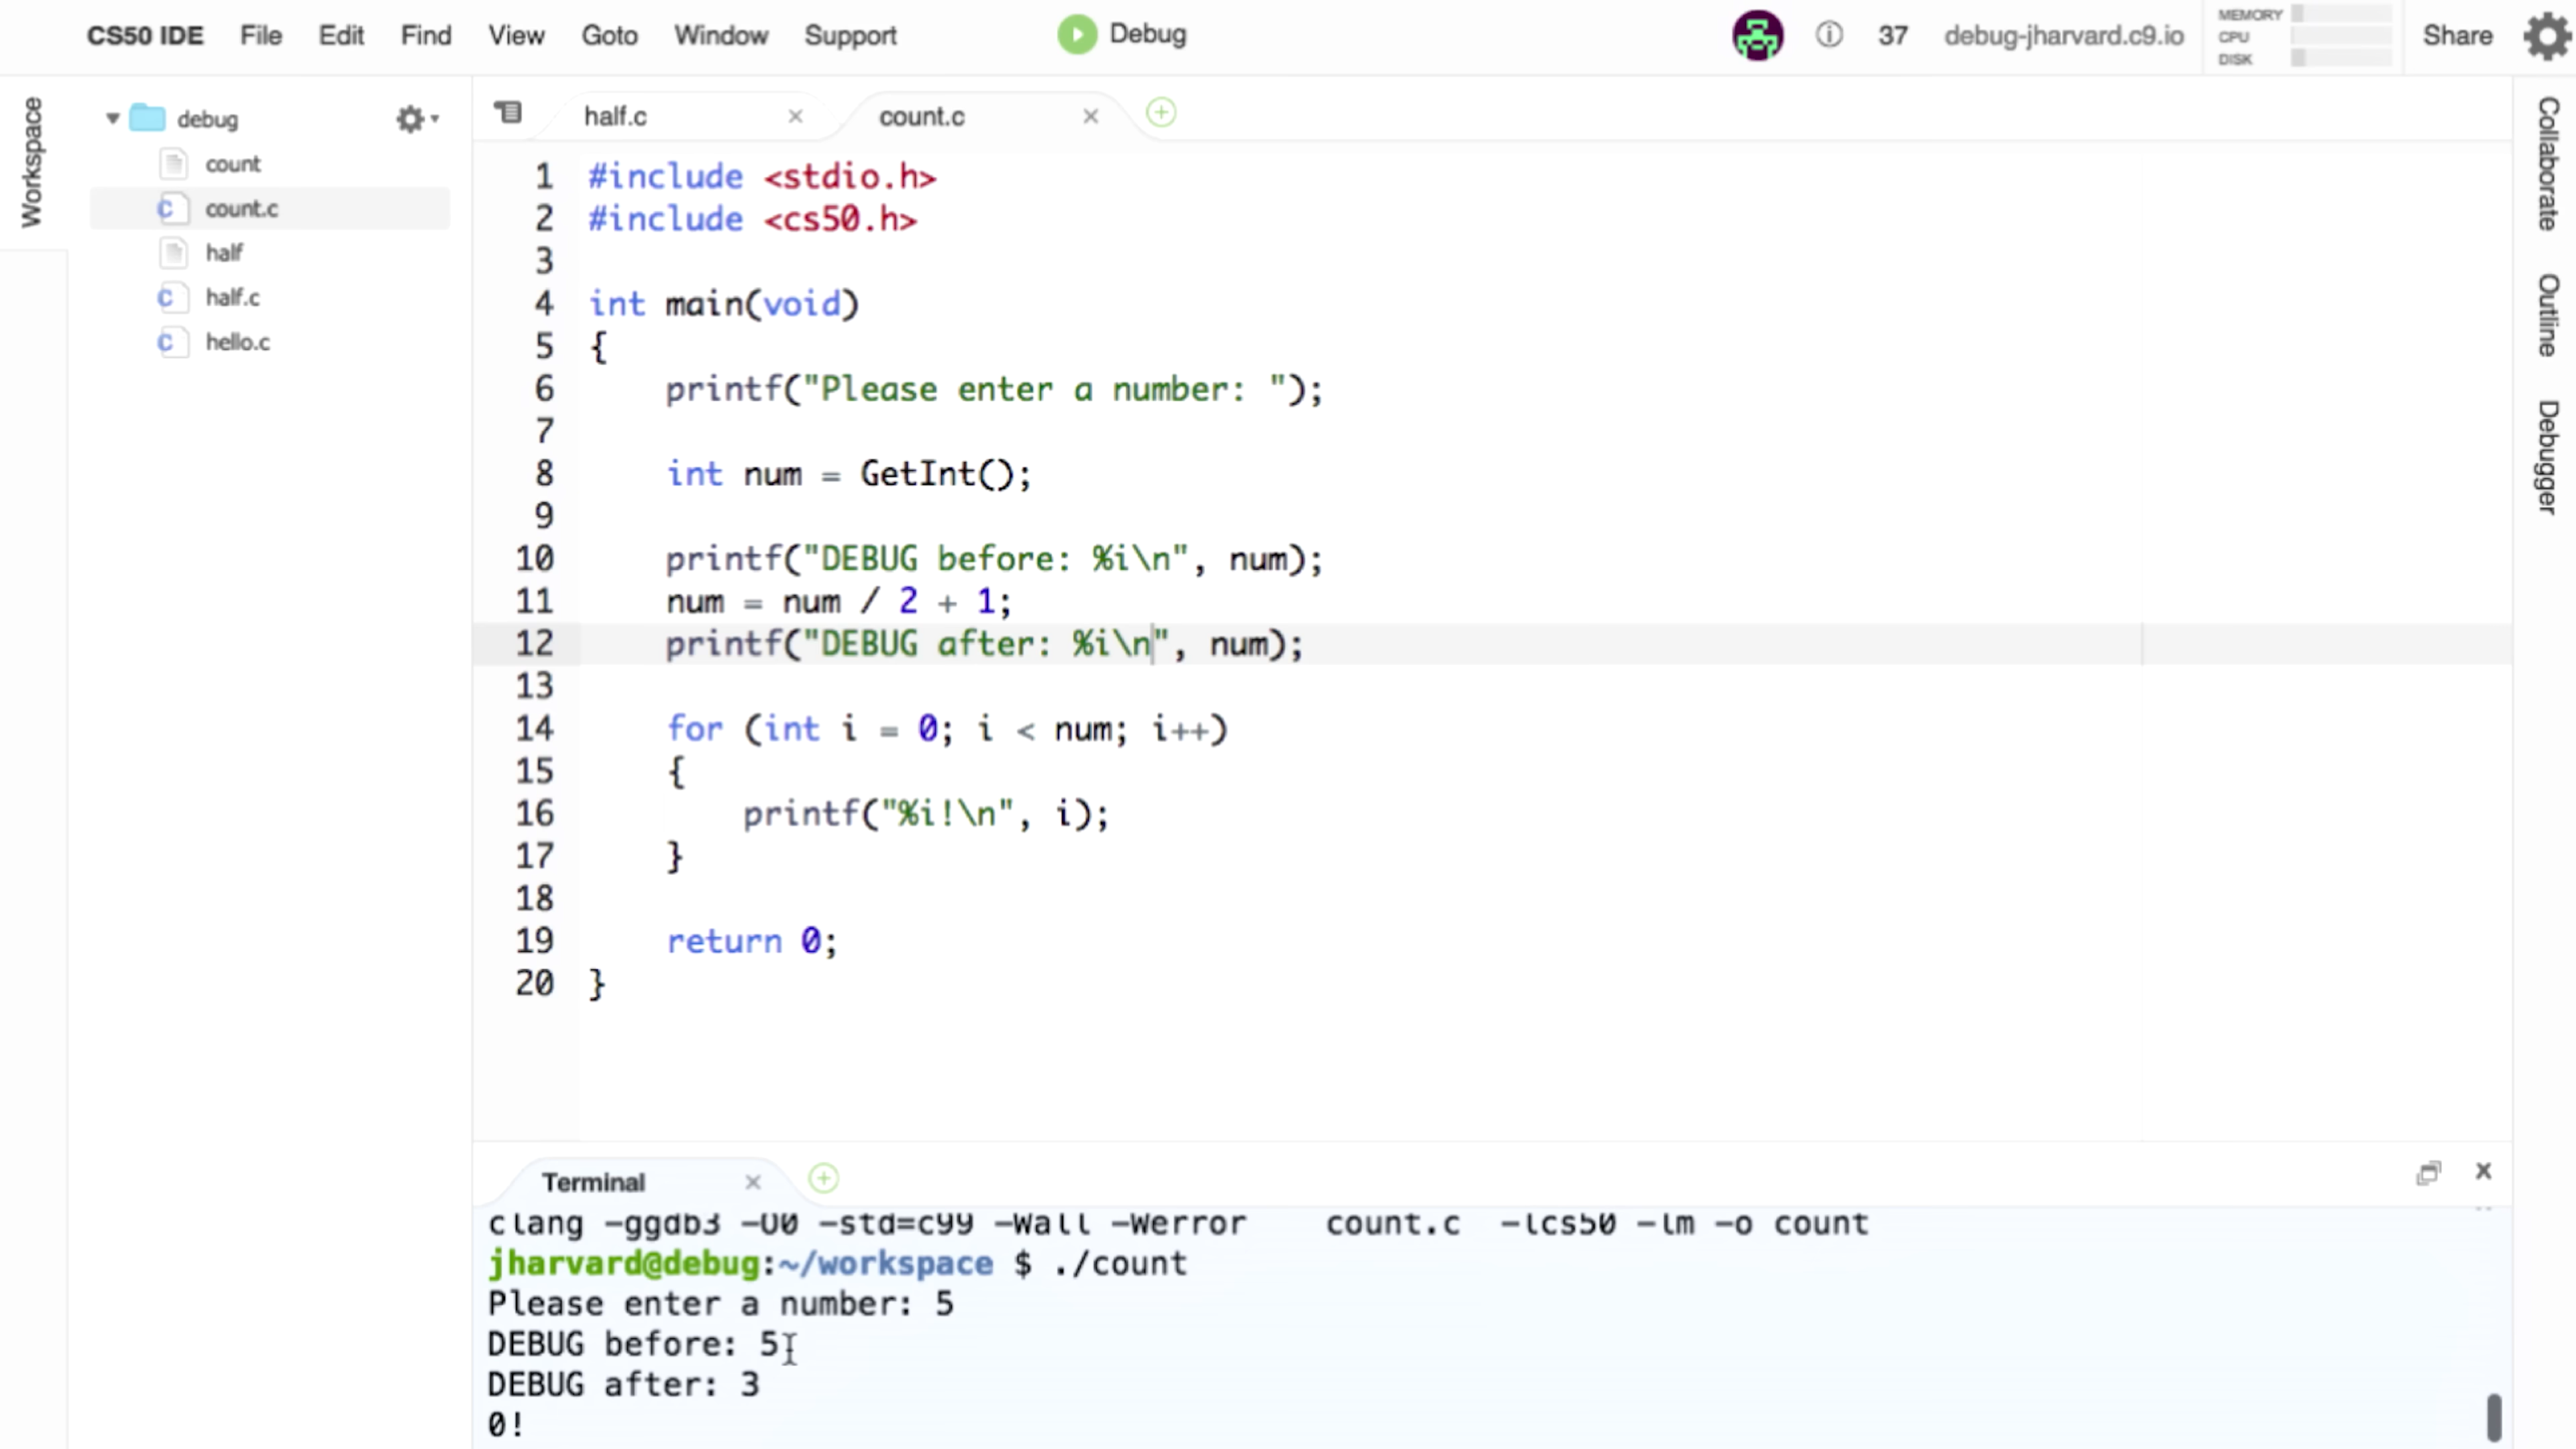 CS50 IDE File Edit Find View Goto Window Support Debug 37 debug-jharvard.c9.io MEMORY CPU DISK Share
Workspace
debug
count
count.c
half
half.c
hello.c
half.c count.c
1 #include <stdio.h>
2 #include <cs50.h>
3
4 int main(void)
5 {
6 printf("Please enter a number: ");
7
8 int num = GetInt();
9
10 printf("DEBUG before: %i\n", num);
11 num = num / 2 + 1;
12 printf("DEBUG after: %i\n", num);
13
14 for (int i = 0; i < num; i++)
15 {
16 printf("%i!\n", i);
17 }
18
19 return 0;
20 }
Collaborate
Outline
Debugger
Terminal
clang -ggdb3 -O0 -std=c99 -Wall -Werror count.c -lcs50 -lm -o count
jharvard@debug:~/workspace $ ./count
Please enter a number: 5
DEBUG before: 5
DEBUG after: 3
0!